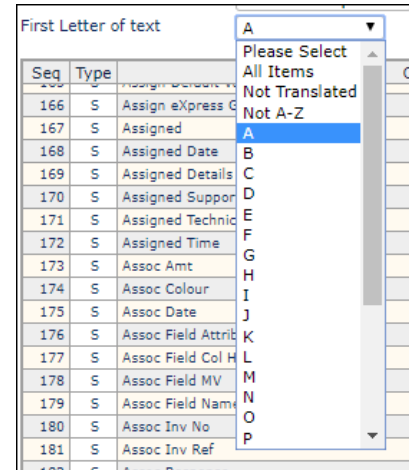 First Letter of text A
Please Select
All Items
Not Translated
Not A-Z
A
B
C
D
E
F
G
H
I
J
K
L
M
N
O
P
Seq Type
166 S Assign eXpress
167 S Assigned
168 S Assigned Date
169 S Assigned Details
170 S Assigned Suppor
171 S Assigned Technic
172 S Assigned Time
173 S Assoc Amt
174 S Assoc Colour
175 S Assoc Date
176 S Assoc Field Attrib
177 S Assoc Field Col H
178 S Assoc Field MV
179 S Assoc Field Name
180 S Assoc Inv No
181 S Assoc Inv Ref